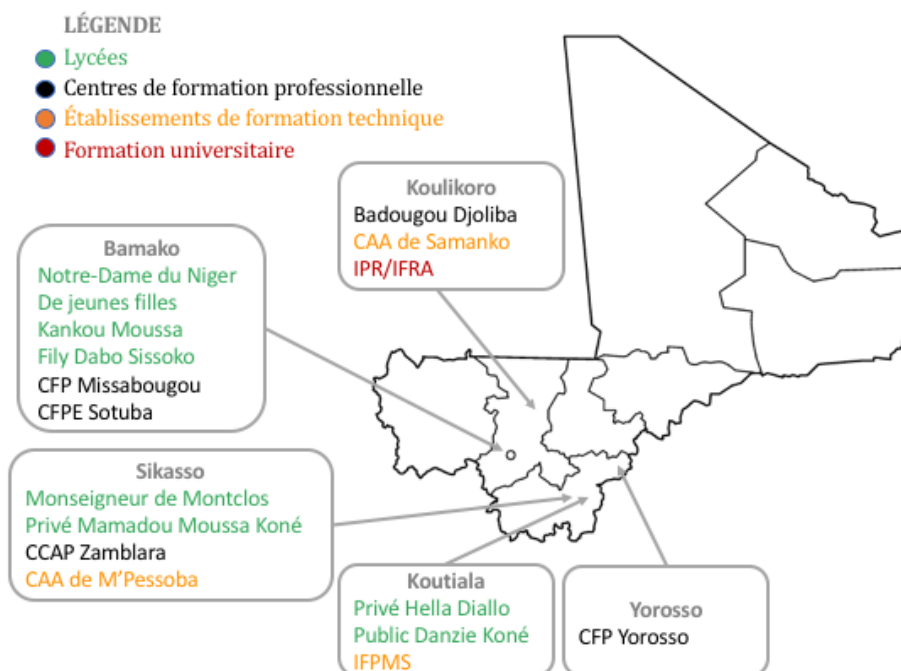 LÉGENDE
Lycées
Centres de formation professionnelle
Établissements de formation technique
Formation universitaire
Koulikoro
Badougou Djoliba
CAA de Samanko
IPR/IFRA
Bamako
Notre-Dame du Niger
De jeunes filles
Kankou Moussa
Fily Dabo Sissoko
CFP Missabougou
CFPE Sotuba
Sikasso
Monseigneur de Montclos
Privé Mamadou Moussa Koné
CCAP Zamblara
CAA de M’Pessoba
Koutiala
Privé Hella Diallo
Public Danzie Koné
IFPMS
Yorosso
CFP Yorosso